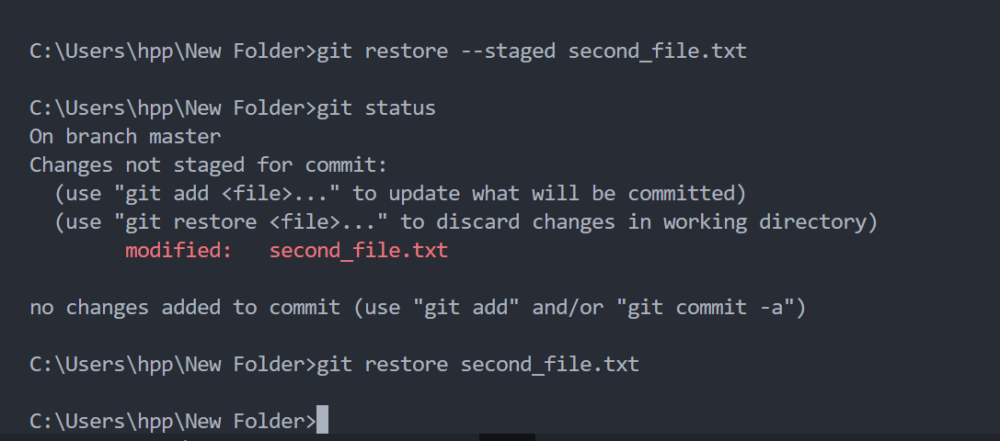 C:\Users\hpp\New Folder>git restore --staged second_file.txt
C:\Users\hpp\New Folder>git status
On branch master
Changes not staged for commit:
  (use "git add <file>..." to update what will be committed)
  (use "git restore <file>..." to discard changes in working directory)
        modified:   second_file.txt
no changes added to commit (use "git add" and/or "git commit -a")
C:\Users\hpp\New Folder>git restore second_file.txt
C:\Users\hpp\New Folder>